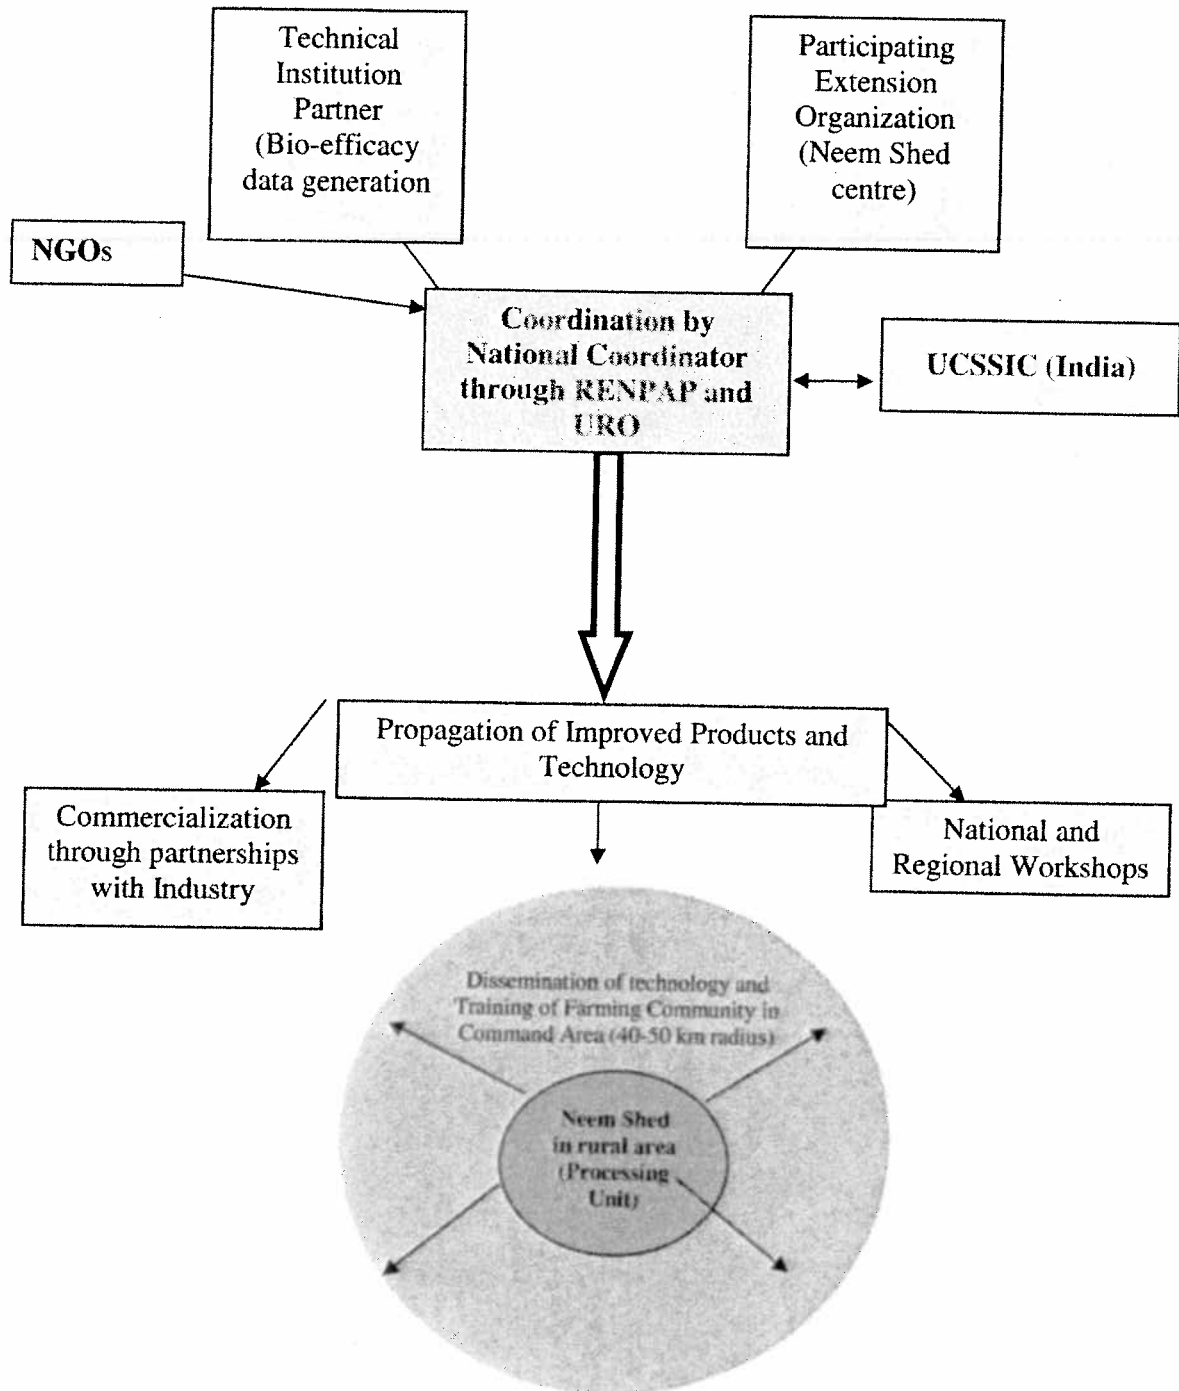 Technical
Institution
Partner
(Bio-efficacy
data generation
Participating
Extension
Organization
(Neem Shed
centre)
NGOs
Coordination by
National Coordinator
through RENPAP and
URO
UCSSIC (India)
Propagation of Improved Products and
Technology
Commercialization
through partnerships
with Industry
National and
Regional Workshops
Dissemination of technology and
Training of Farming Community in
Command Area (40-50 km radius)
Neem Shed
in rural area
(Processing
Unit)